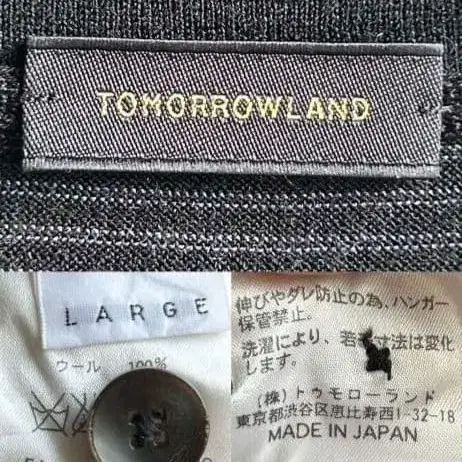 TOMORROWLAND
LARGE
ウール 100%
伸びやダレ防止の為、ハンガー
保管禁止。
洗濯により、若干寸法は変化
します。
(株)トゥモローランド
東京都渋谷区恵比寿西1-32-18
MADE IN JAPAN